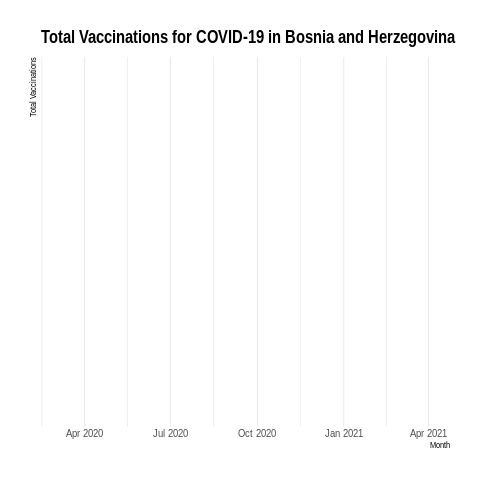 Total Vaccinations for COVID-19 in Bosnia and Herzegovina
Total Vaccinations
Apr 2020 Jul 2020 Oct 2020 Jan 2021 Apr 2021
Month